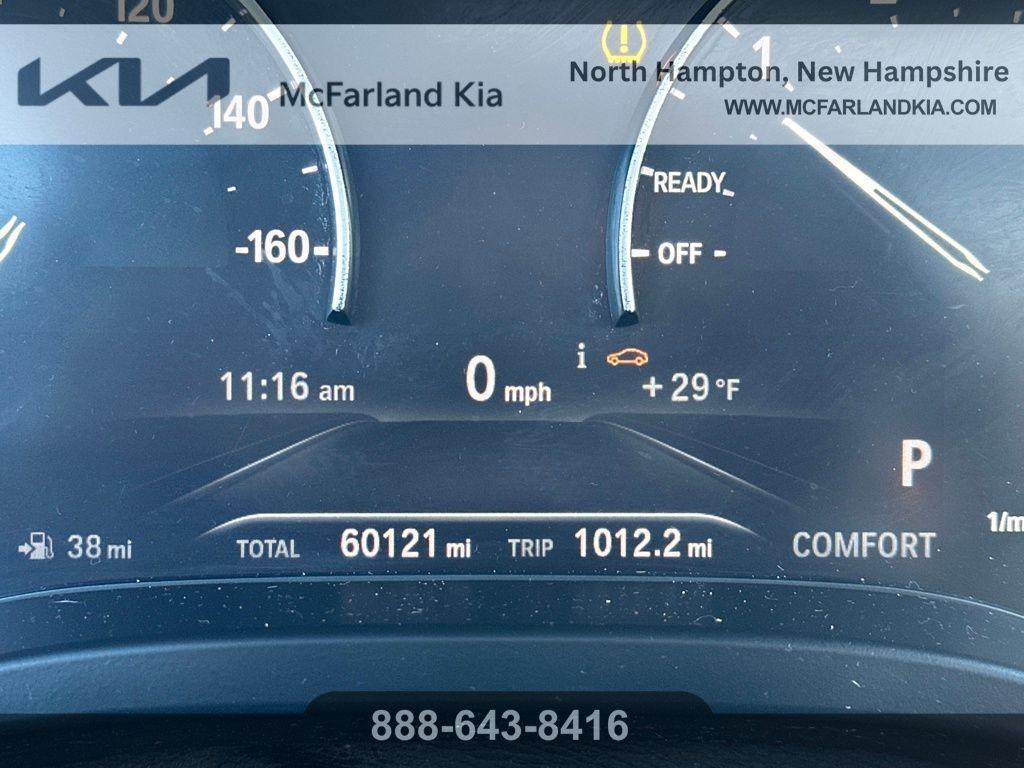 120
KIA McFarland Kia
North Hampton, New Hampshire
WWW.MCFARLANDKIA.COM
140
1
READY
-160-
- OFF -
11:16 am
0 mph
i
+ 29 °F
P
38 mi
TOTAL 60121 mi TRIP 1012.2 mi
COMFORT
888-643-8416